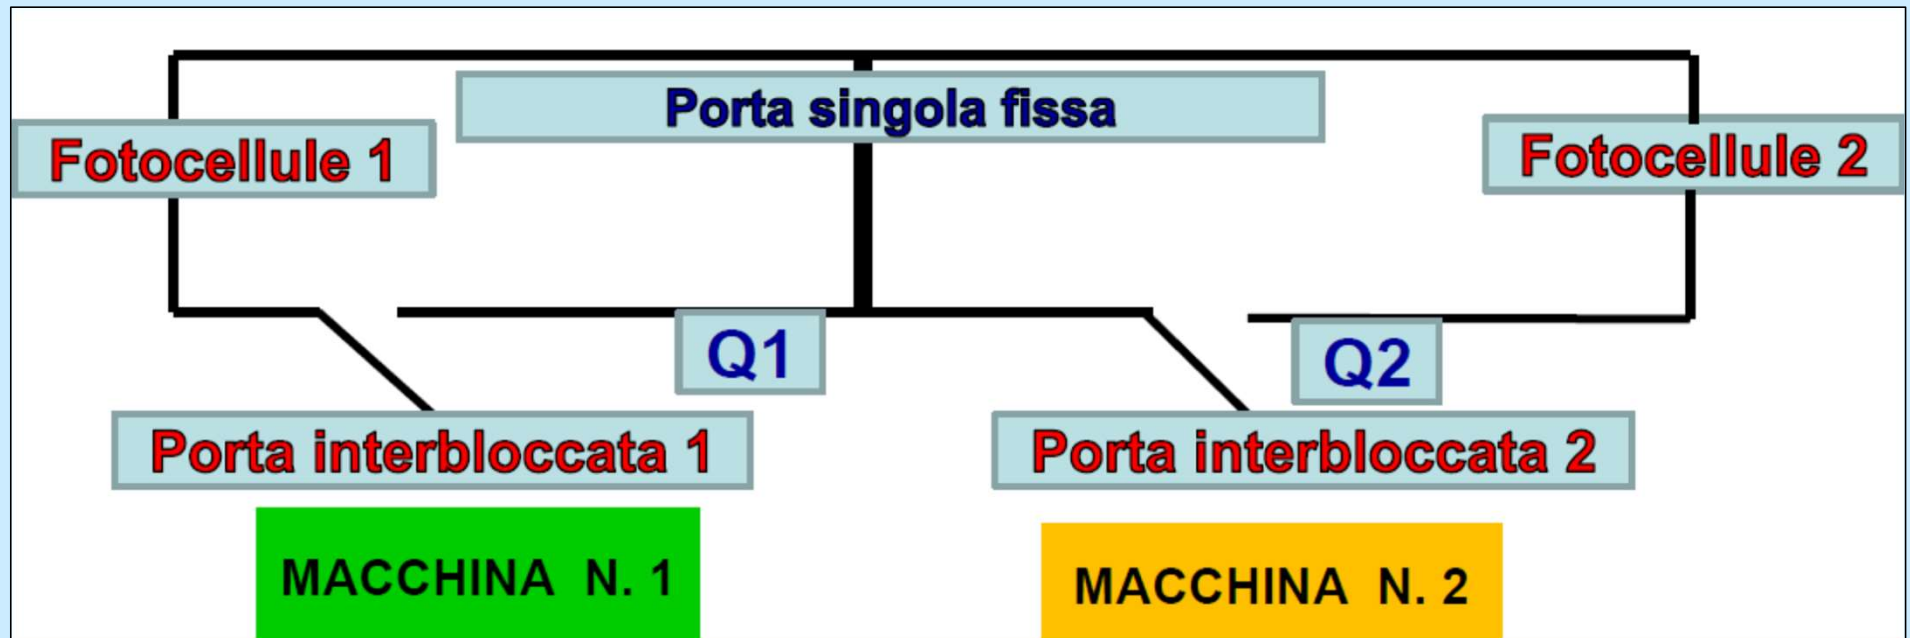 Porta singola fissa
Fotocellule 1
Fotocellule 2
Q1
Q2
Porta interbloccata 1
Porta interbloccata 2
MACCHINA N. 1
MACCHINA N. 2